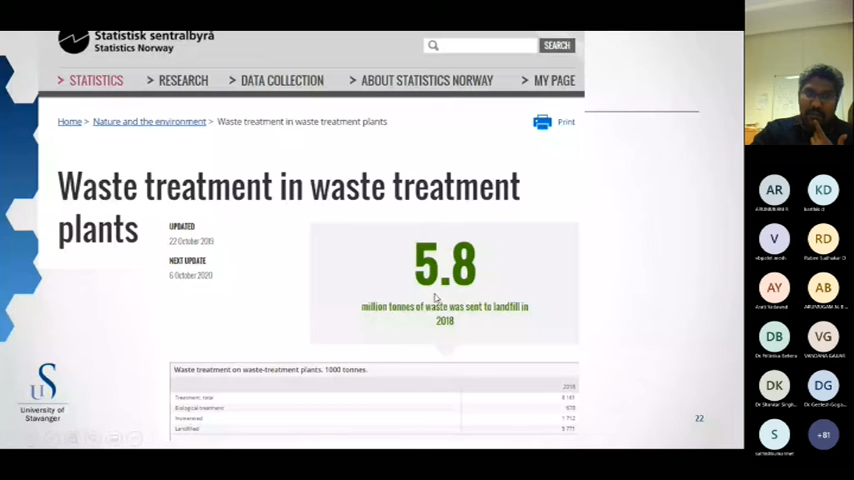 Statistisk sentralbyrå
Statistics Norway
SEARCH
> STATISTICS > RESEARCH > DATA COLLECTION > ABOUT STATISTICS NORWAY > MY PAGE
Home > Nature and the environment > Waste treatment in waste treatment plants
Print
Waste treatment in waste treatment
plants
UPDATED
22 October 2019
NEXT UPDATE
6 October 2020
5.8
million tonnes of waste was sent to landfill in
2018
Waste treatment on waste-treatment plants. 1000 tonnes.
2018
Treatment, total
Biological treatment
Incinerated
Landfilled
University of
Stavanger
22
AR KD
V RD
AY AB
DB VG
VANDANA GAKAR
DK DG
S +81